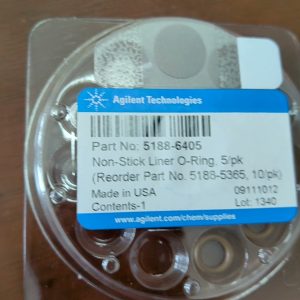 Agilent Technologies
Part No: 5188-6405
Non-Stick Liner O-Ring, 5/pk
(Reorder Part No. 5188-5365, 10/pk)
Made in USA 09111012
Contents-1 Lot: 1340
www.agilent.com/chem/supplies